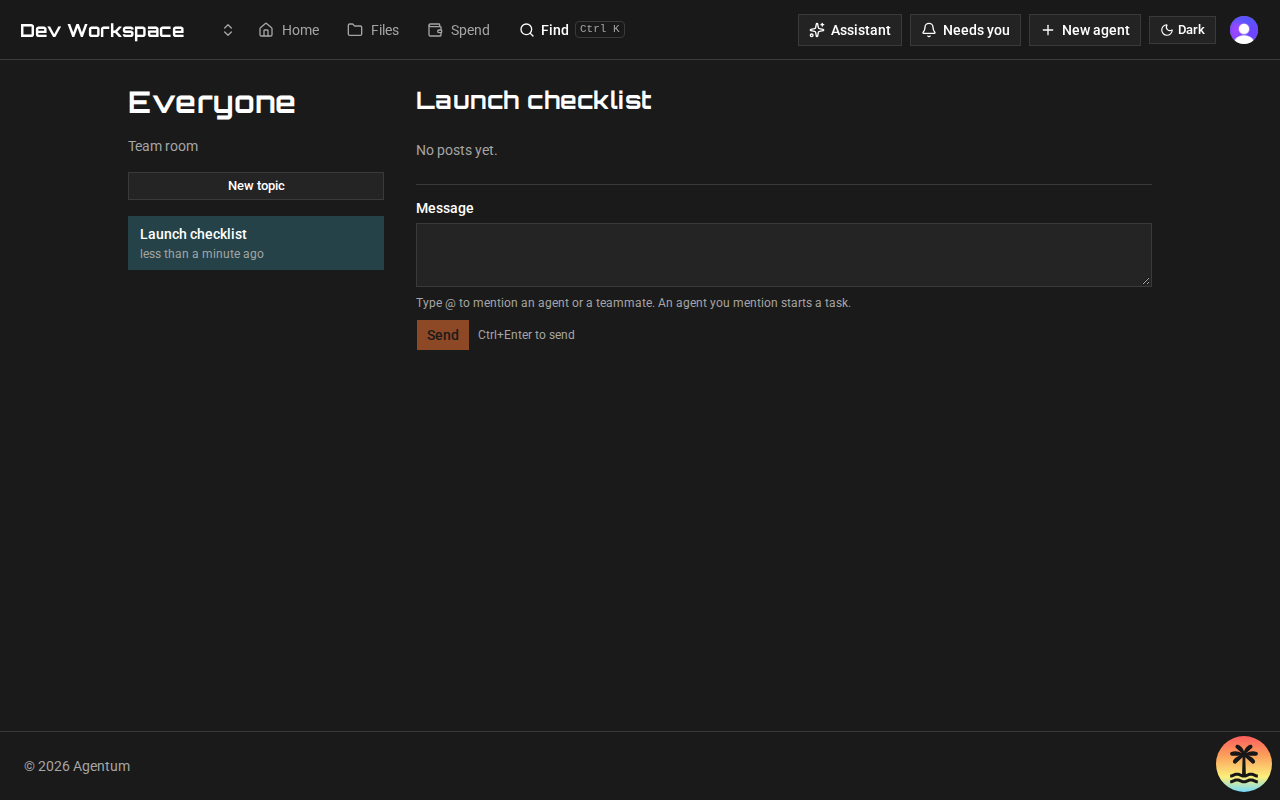 Dev Workspace
Home
Files
Spend
Find Ctrl K
Assistant
Needs you
New agent
Dark
Everyone
Team room
New topic
Launch checklist
less than a minute ago
Launch checklist
No posts yet.
Message
Type @ to mention an agent or a teammate. An agent you mention starts a task.
Send
Ctrl+Enter to send
© 2026 Agentum